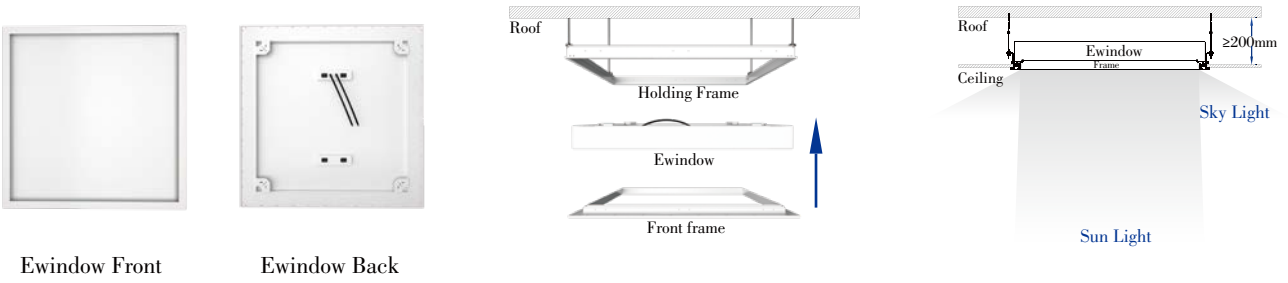 Ewindow Front
Ewindow Back
Roof
Holding Frame
Ewindow
Front frame
Roof
≥200mm
Ewindow
Frame
Ceiling
Sky Light
Sun Light